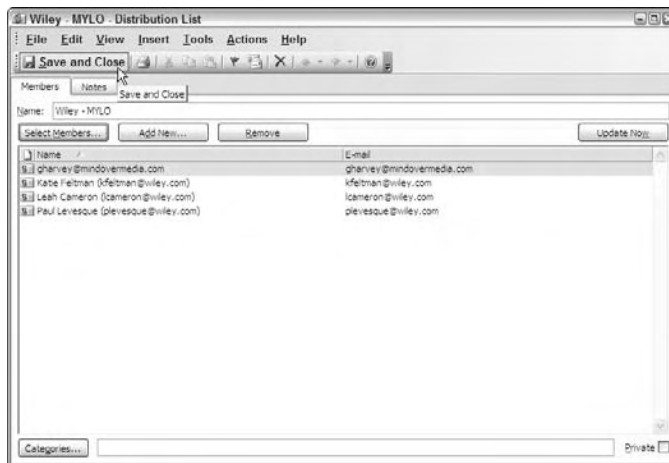 Wiley - MYLO - Distribution List
File Edit View Insert Tools Actions Help
Save and Close
Members Notes
Save and Close
Name: Wiley - MYLO
Select Members... Add New... Remove Update Now
Name E-mail
gharvey@mindovermedia.com gharvey@mindovermedia.com
Katie Feltman (kfeltman@wiley.com) kfeltman@wiley.com
Leah Cameron (lcameron@wiley.com) lcameron@wiley.com
Paul Levesque (plevesque@wiley.com) plevesque@wiley.com
Categories... Private